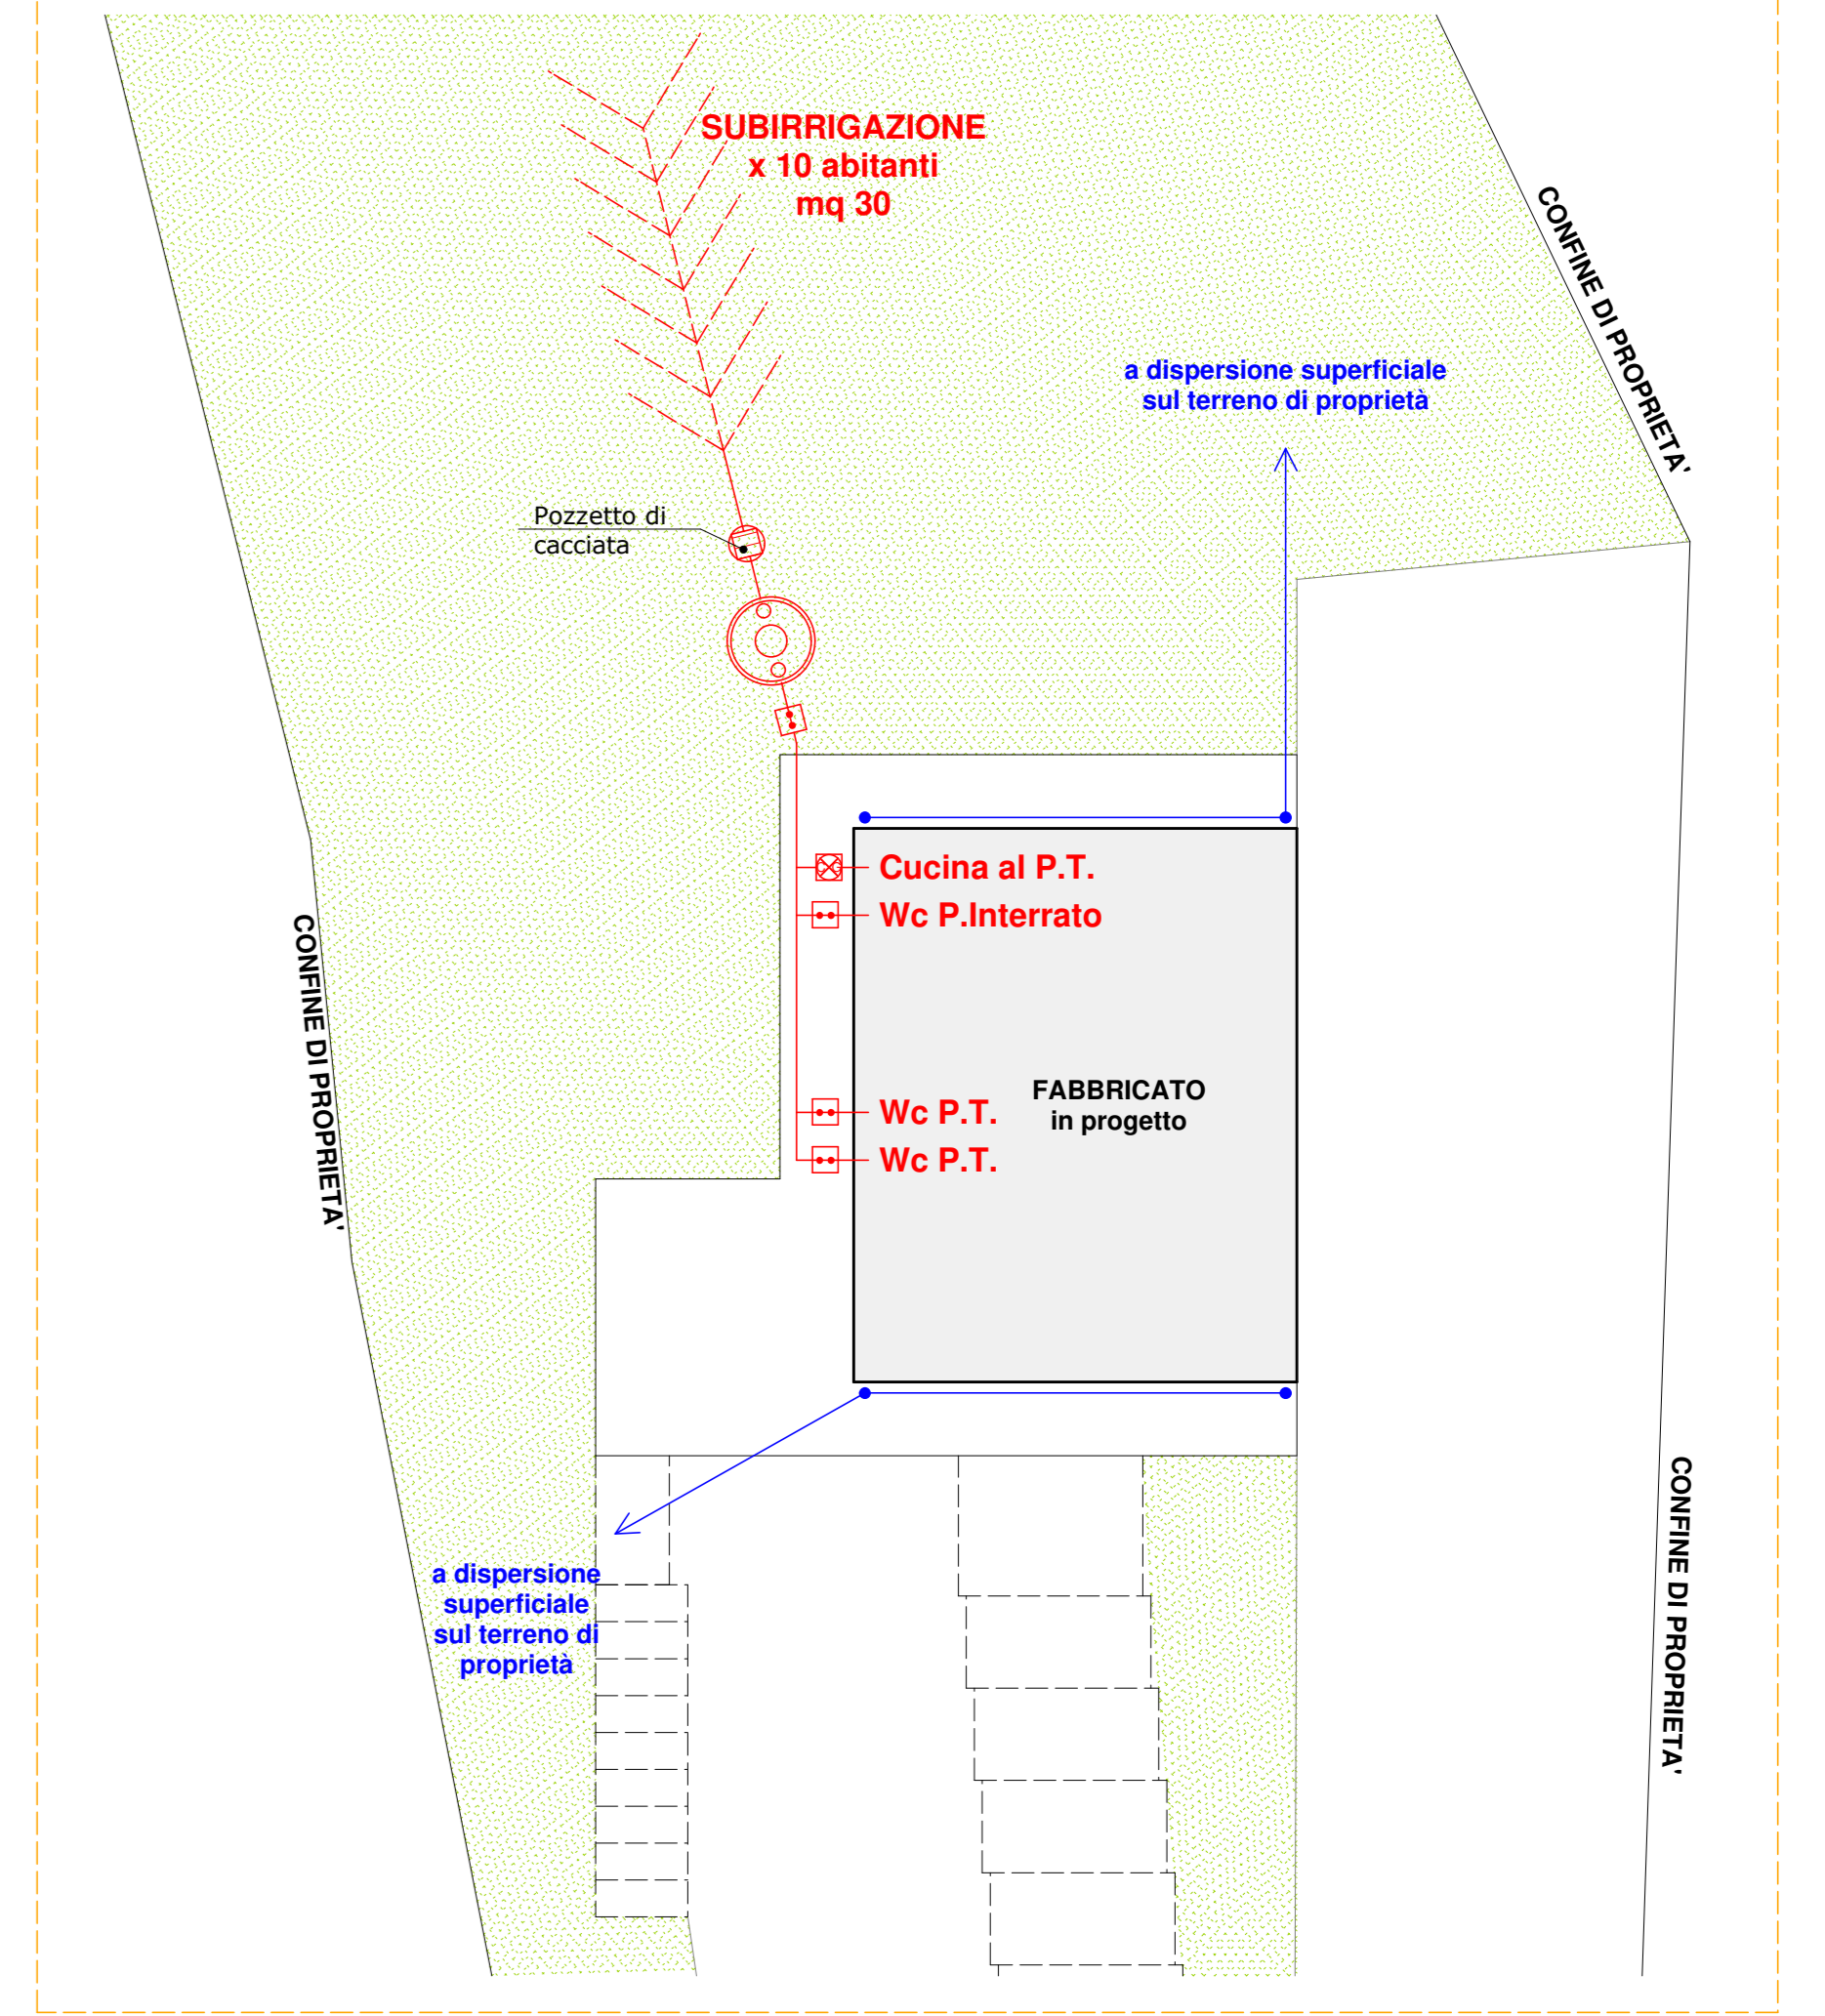 SUBIRRIGAZIONE
x 10 abitanti
mq 30
CONFINE DI PROPRIETA'
a dispersione superficiale
sul terreno di proprietà
Pozzetto di
cacciata
Cucina al P.T.
Wc P.Interrato
CONFINE DI PROPRIETA'
FABBRICATO
in progetto
Wc P.T.
Wc P.T.
CONFINE DI PROPRIETA'
a dispersione
superficiale
sul terreno di
proprietà